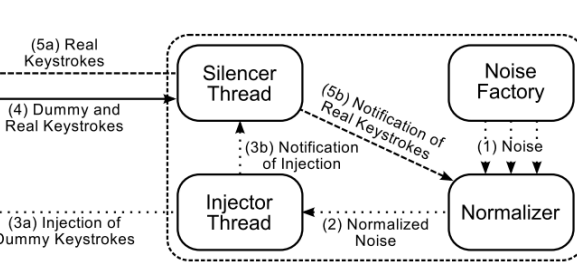 (5a) Real
Keystrokes
(4) Dummy and
Real Keystrokes
(3a) Injection of
Dummy Keystrokes
Silencer
Thread
(3b) Notification
of Injection
Injector
Thread
(5b) Notification of
Real Keystrokes
(2) Normalized
Noise
Noise
Factory
(1) Noise
Normalizer